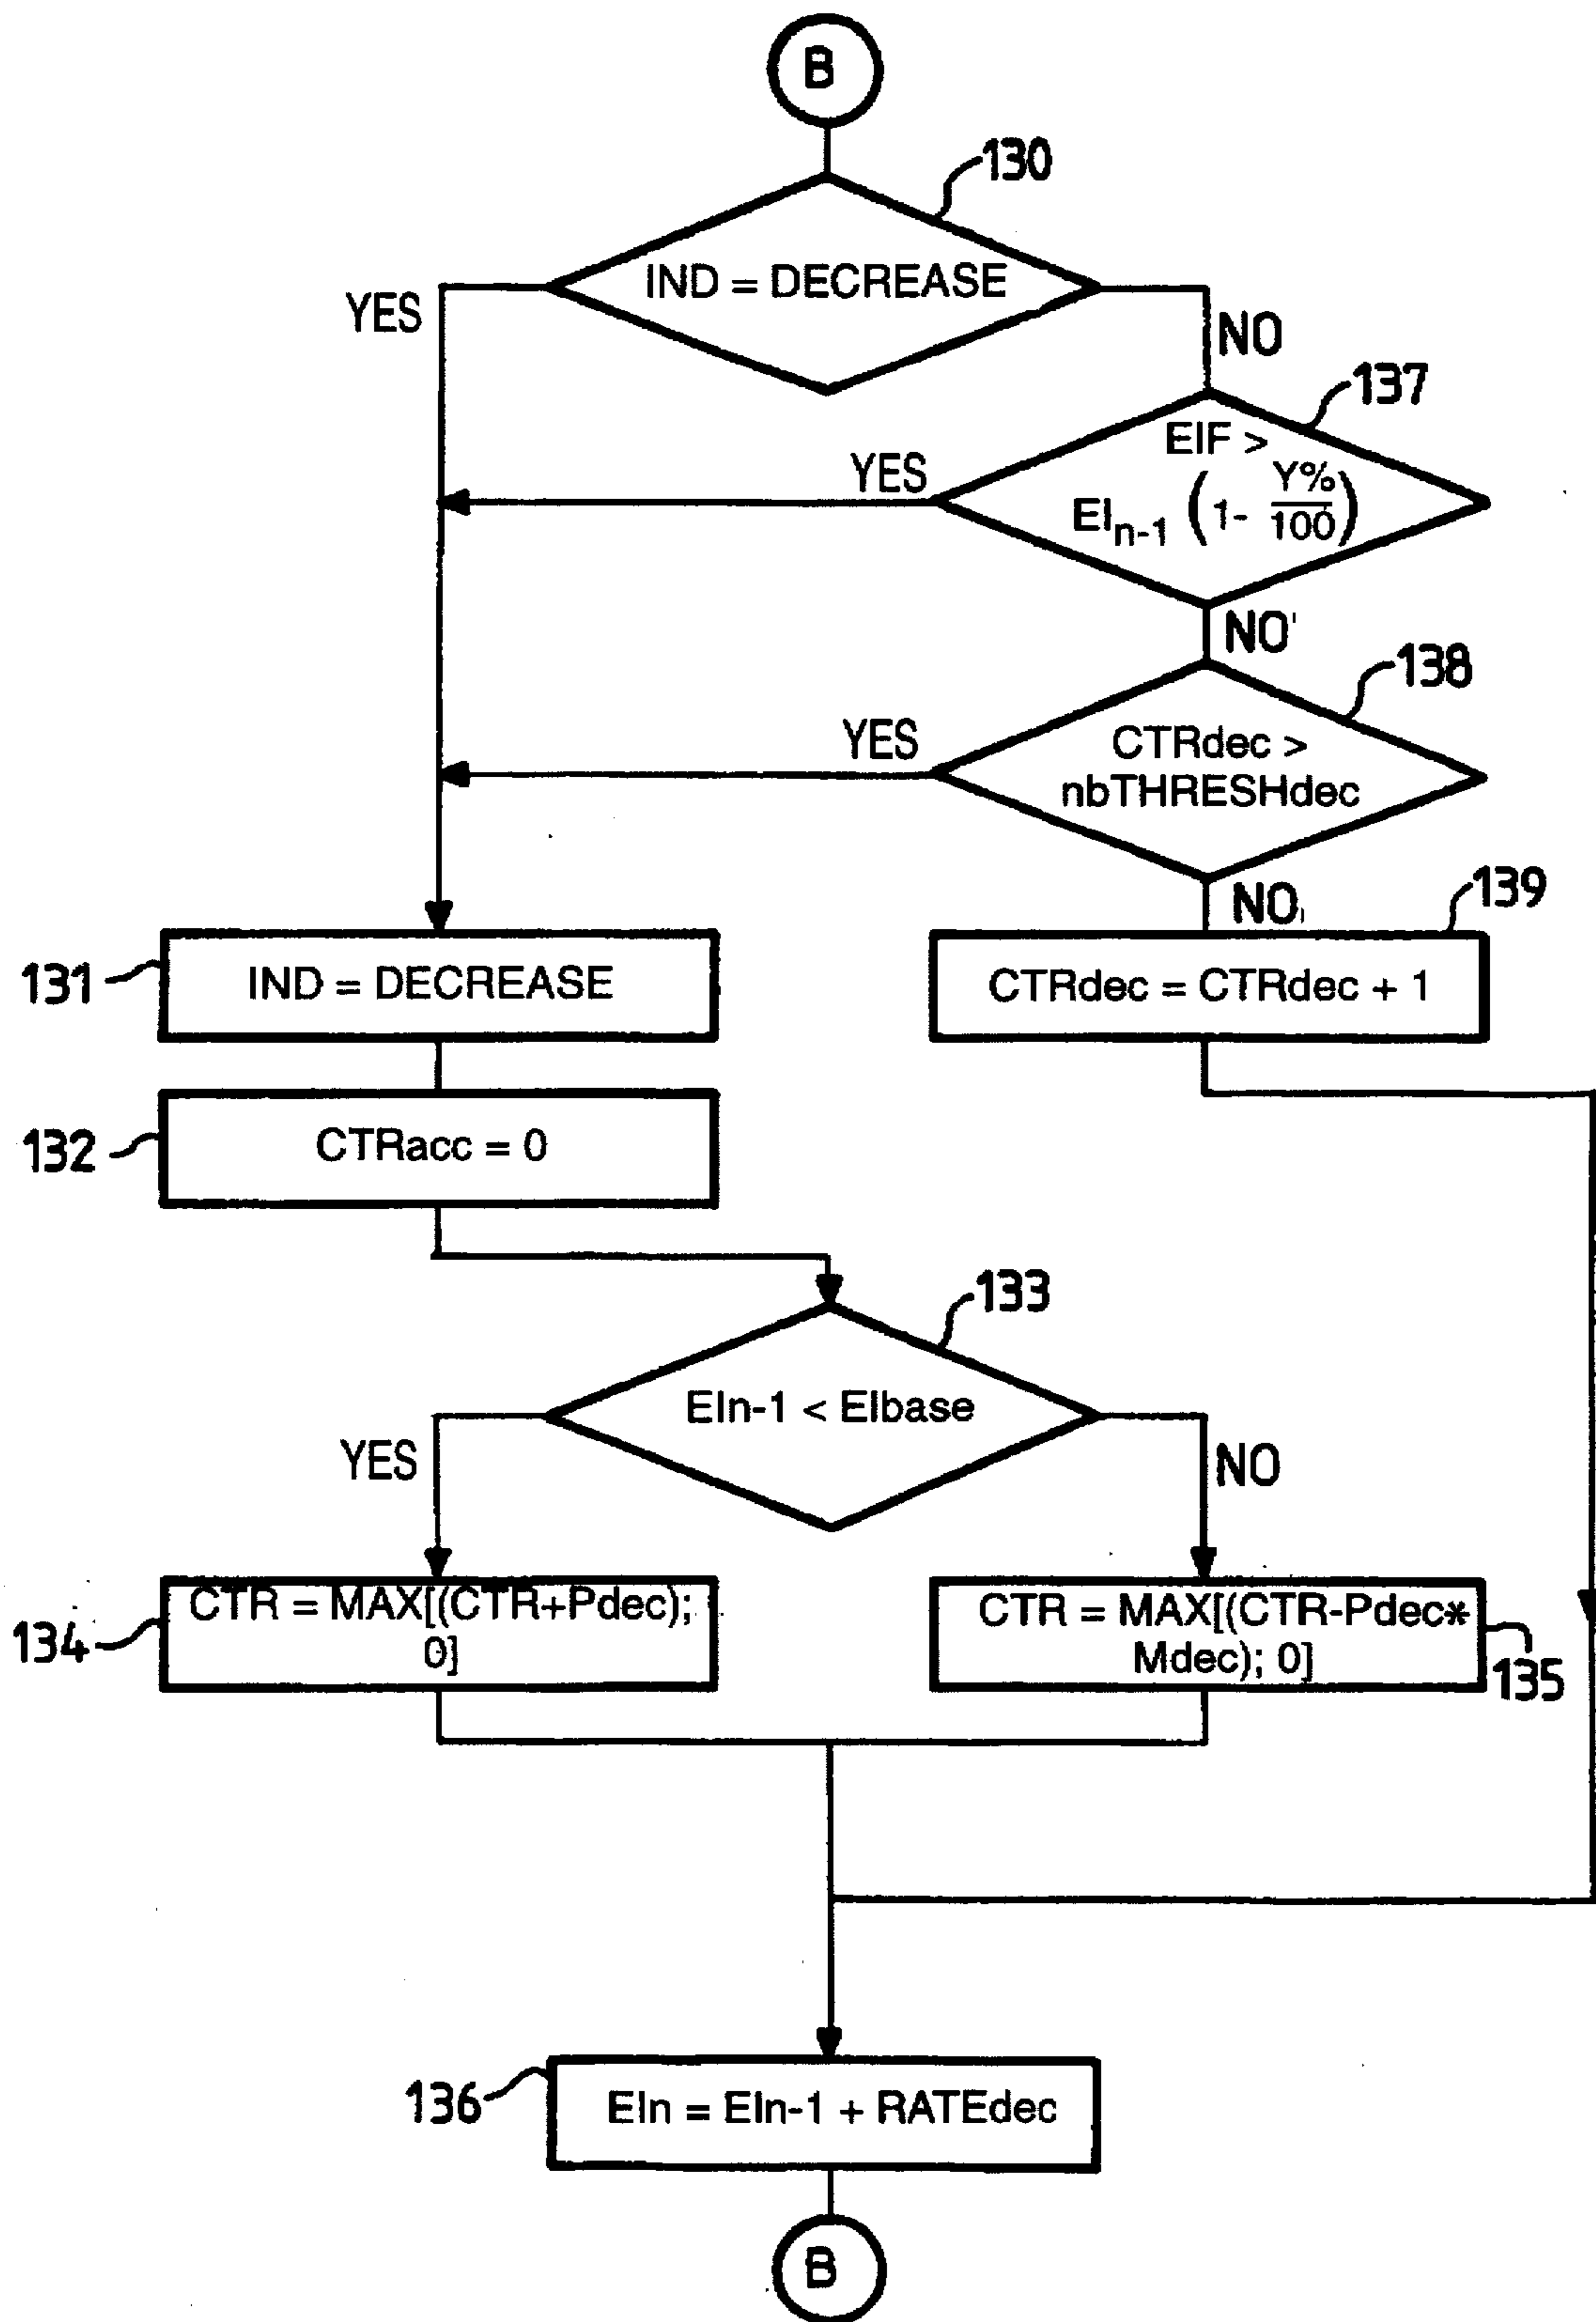 B
130
IND = DECREASE
YES
NO
137
EIF >
EIn-1 (1- Y%/100)
YES
NO
138
CTRdec >
nbTHRESHdec
YES
NO
139
131
IND = DECREASE
CTRdec = CTRdec + 1
132
CTRacc = 0
133
EIn-1 < EIbase
YES
NO
134
CTR = MAX[(CTR+Pdec);
0]
CTR = MAX[(CTR-Pdec*
Mdec); 0]
135
136
EIn = EIn-1 + RATEdec
B